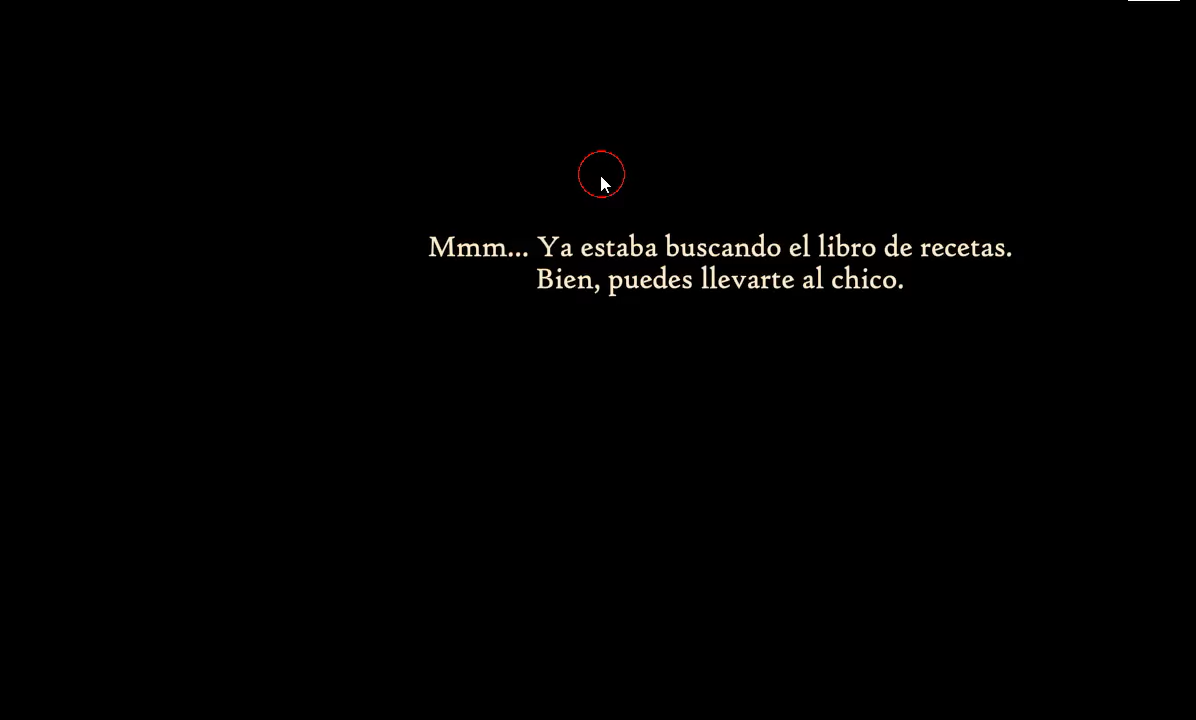 Mmm... Ya estaba buscando el libro de recetas.
Bien, puedes llevarte al chico.